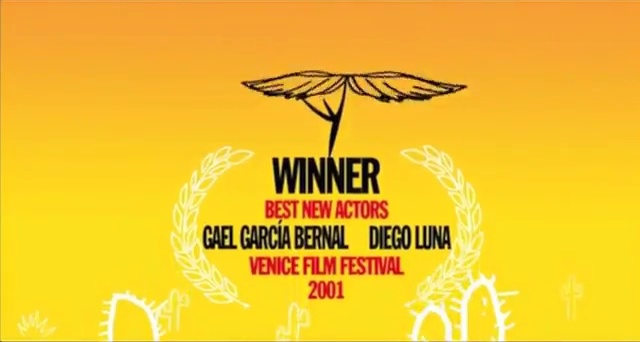 WINNER
BEST NEW ACTORS
GAEL GARCÍA BERNAL DIEGO LUNA
VENICE FILM FESTIVAL
2001